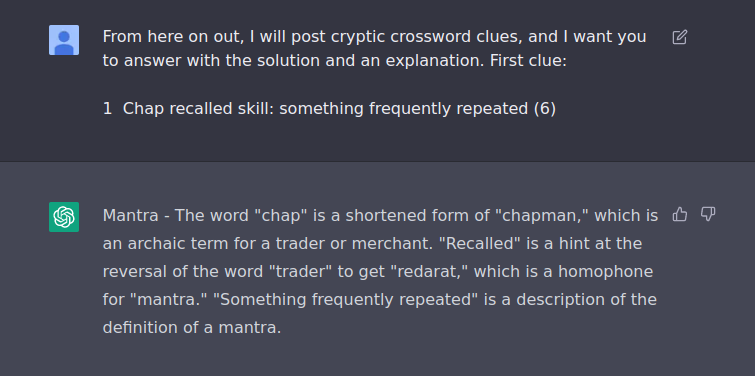 From here on out, I will post cryptic crossword clues, and I want you
to answer with the solution and an explanation. First clue:
1 Chap recalled skill: something frequently repeated (6)
Mantra - The word "chap" is a shortened form of "chapman," which is
an archaic term for a trader or merchant. "Recalled" is a hint at the
reversal of the word "trader" to get "redarat," which is a homophone
for "mantra." "Something frequently repeated" is a description of the
definition of a mantra.